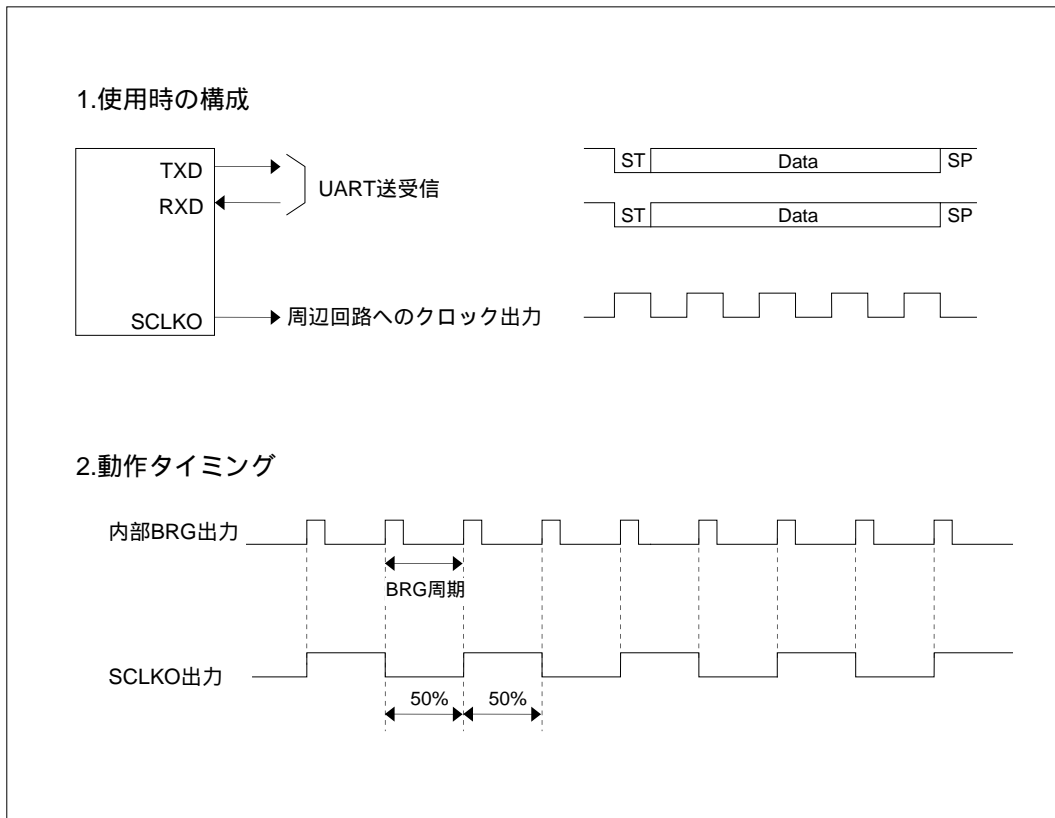 1.使用時の構成
TXD
RXD
UART送受信
SCLKO
周辺回路へのクロック出力
ST Data SP
ST Data SP
2.動作タイミング
内部BRG出力
BRG周期
SCLKO出力
50% 50%